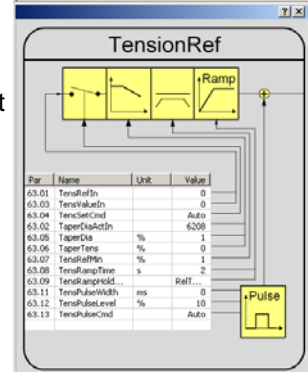 TensionRef
t
Ramp
Par Name Unit Value
63.01 TensRefIn 0
63.03 TensValueIn 0
63.04 TensSetCmd Auto
63.02 TaperDiaActIn 6208
63.05 TaperDia % 1
63.06 TaperTens % 0
63.07 TensRefMin % 1
63.08 TensRampTime s 2
63.09 TensRampHold... RelT...
63.11 TensPulseWidth ms 0
63.12 TensPulseLevel % 10
63.13 TensPulseCmd Auto
Pulse